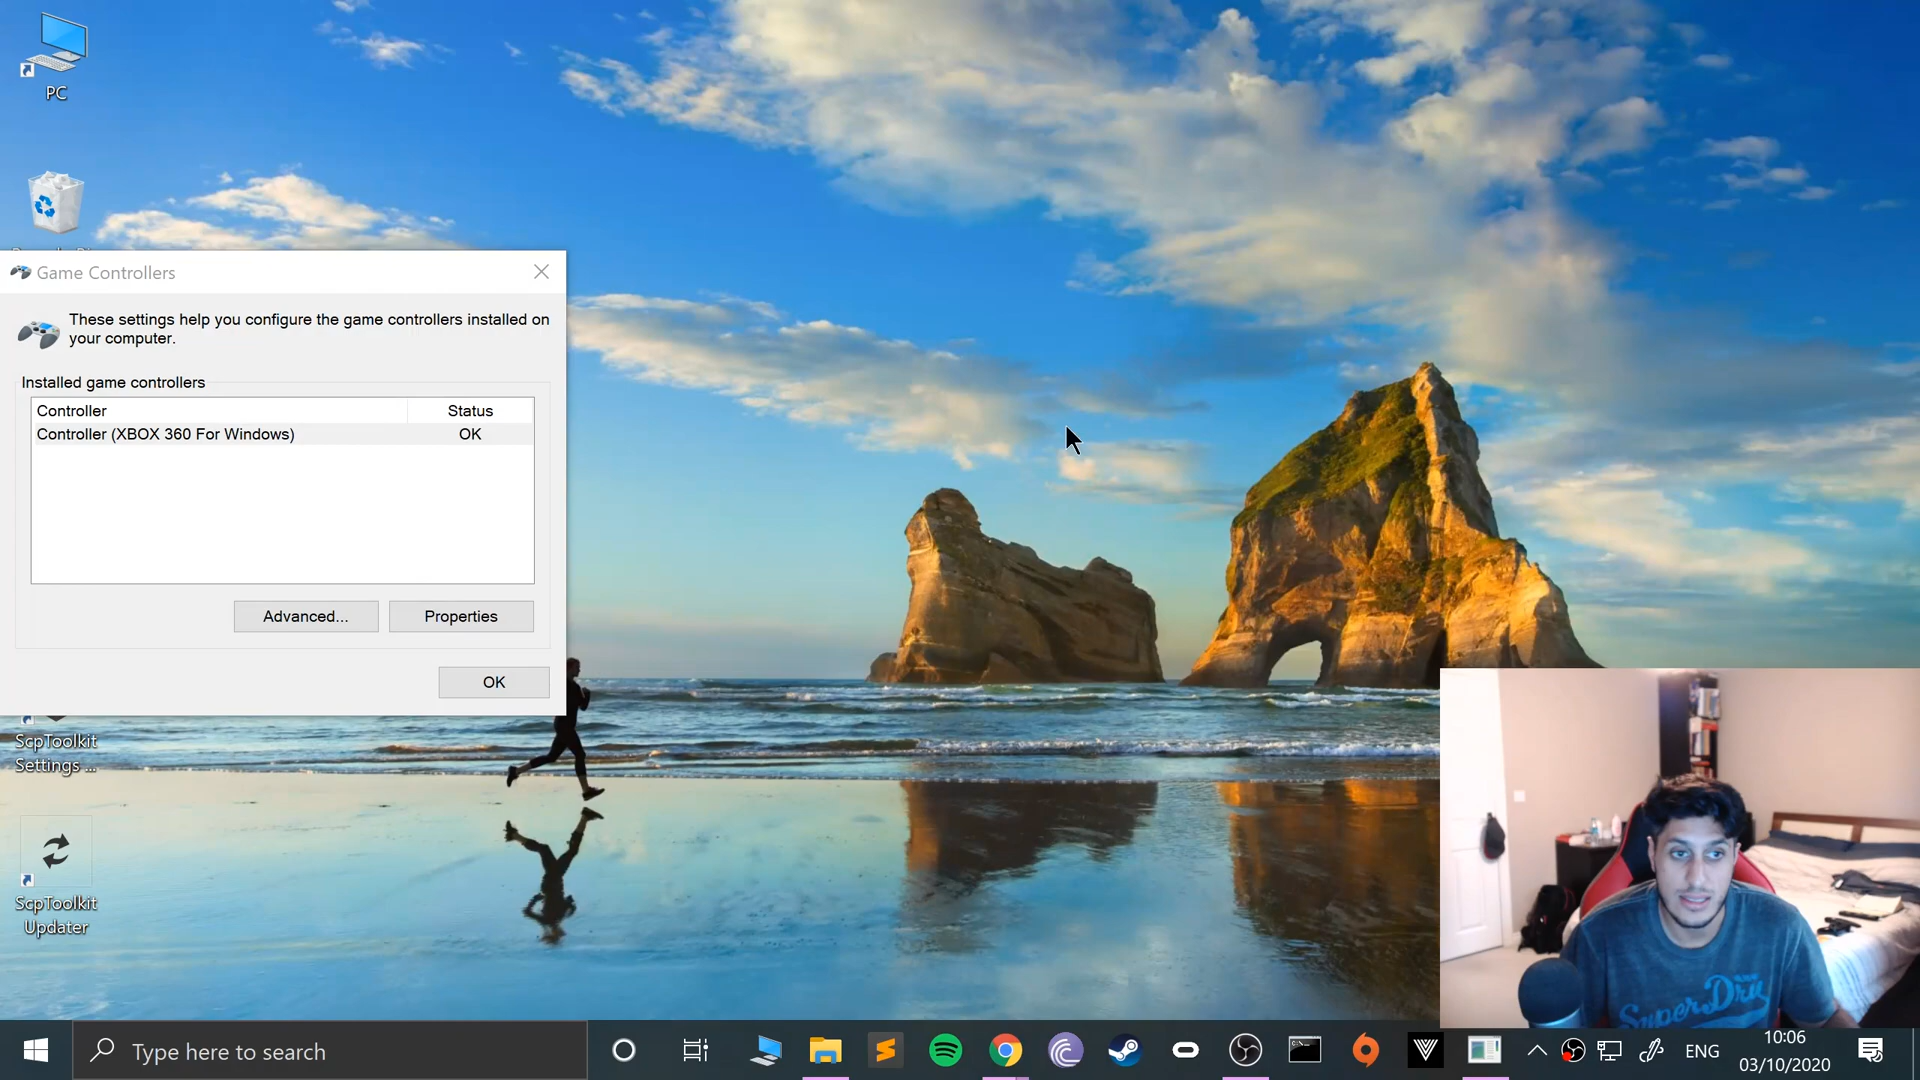 PC
Game Controllers
These settings help you configure the game controllers installed on
your computer.
Installed game controllers
Controller Status
Controller (XBOX 360 For Windows) OK
Advanced... Properties
OK
ScpToolkit
Settings ...
ScpToolkit
Updater
SuperDry
Type here to search
ENG
10:06
03/10/2020